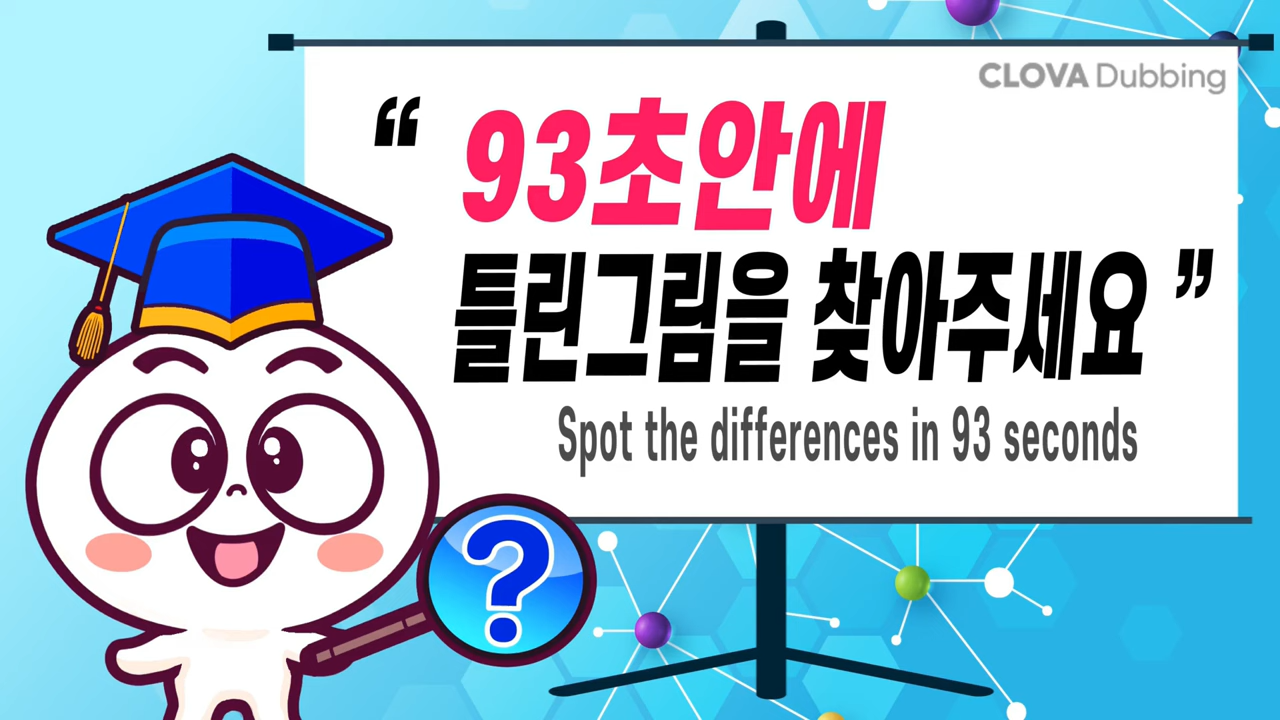 CLOVA Dubbing
“ 93초안에
틀린그림을 찾아주세요 ”
Spot the differences in 93 seconds
?